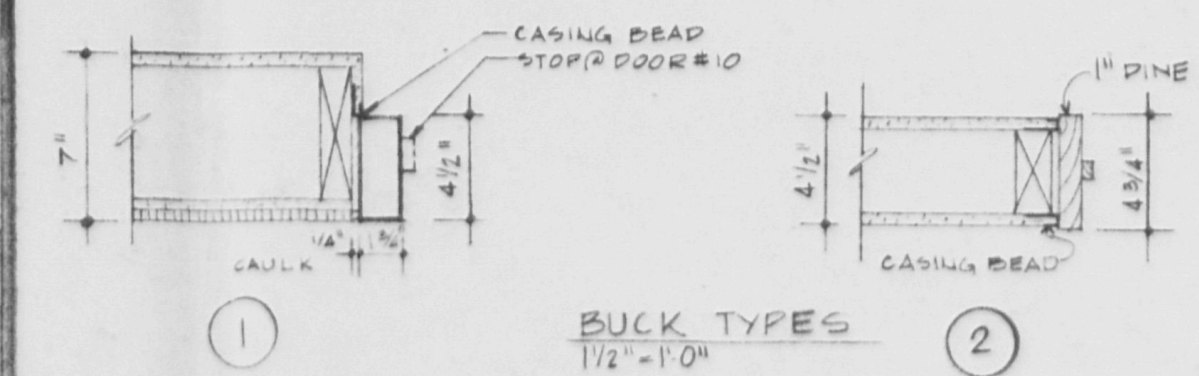 CASING BEAD
STOP@ DOOR #10
7"
4 1/2"
1/4"
1 3/4"
CAULK
1
1" PINE
4 1/2"
4 3/4"
CASING BEAD
BUCK TYPES
1 1/2" = 1'-0"
2